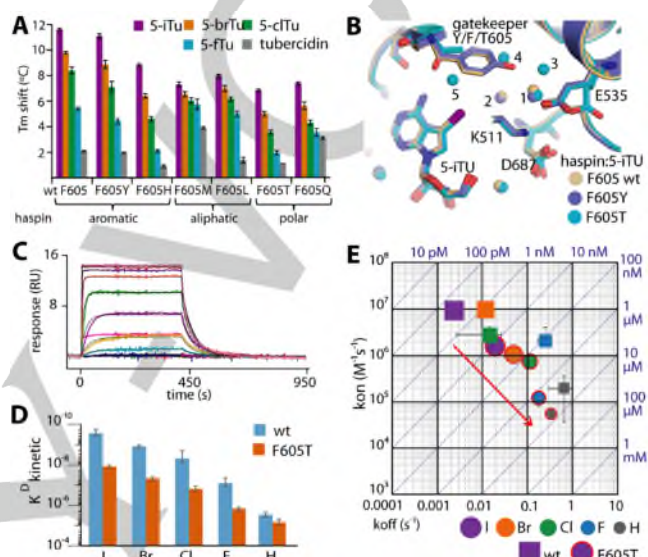 A
5-iTu 5-brTu 5-clTu
5-fTu tubercidin
Tm shift (°C)
12
10
8
6
4
2
wt F605 F605Y F605H F605M F605L F605T F605Q
haspin aromatic aliphatic polar
B
gatekeeper
Y/F/T605
4
3
5
2
1
E535
K511
5-iTU
D687
haspin:5-iTU
F605 wt
F605Y
F605T
C
response (RU)
16
8
0 450 950
time (s)
D
K D kinetic
10-10
10-8
10-6
10-4
wt
F605T
I Br Cl F H
E
10 pM 100 pM 1 nM 10 nM
100 nM
1 µM
10 µM
100 µM
1 mM
kon (M-1s-1)
10⁸
10⁷
10⁶
10⁵
10⁴
10³
0.0001 0.001 0.01 0.1 1 10
koff (s-1)
I Br Cl F H
wt F605T